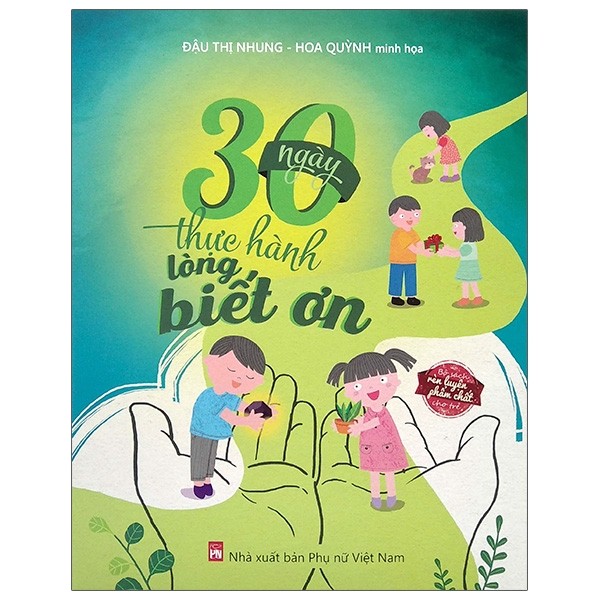 ĐẬU THỊ NHUNG - HOA QUỲNH minh họa
30
ngày
thực hành
lòng
biết ơn
Bộ sách
rèn luyện
phẩm chất
cho trẻ
PN
Nhà xuất bản Phụ nữ Việt Nam